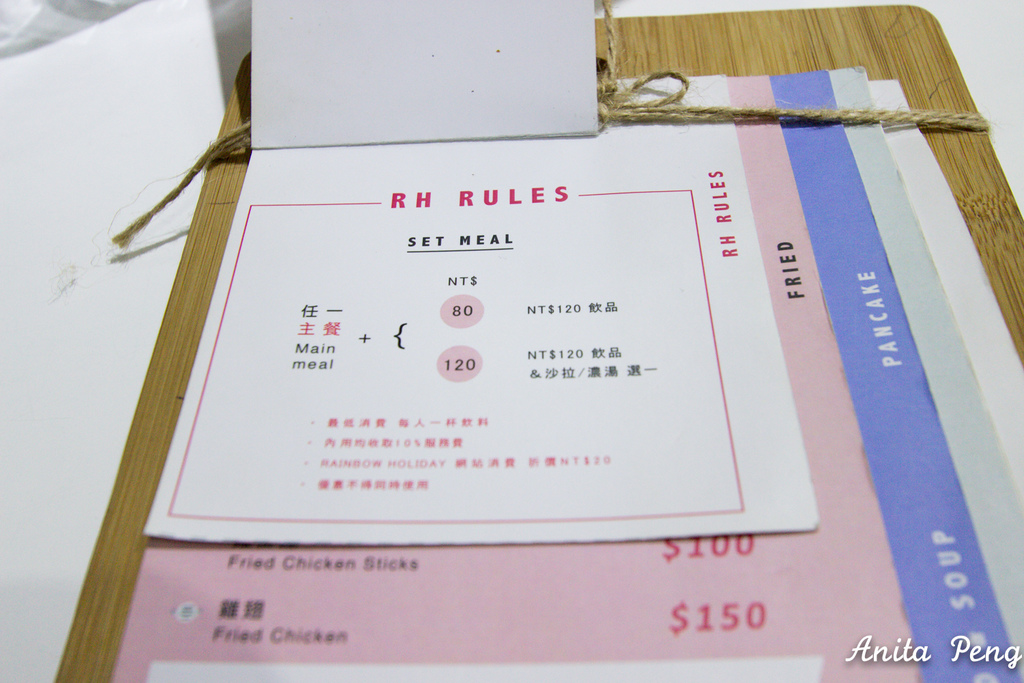 RH RULES
SET MEAL
NT$
任一
主餐
Main
meal
+
{
80
NT$120 飲品
120
NT$120 飲品
&沙拉/濃湯 選一
· 最低消費 每人一杯飲料
· 內用均收取10%服務費
· RAINBOW HOLIDAY 網站消費 折價NT$20
· 優惠不得同時使用
RH RULES
FRIED
PANCAKE
SOUP
Fried Chicken Sticks
$100
雞翅
Fried Chicken
$150
Anita Peng